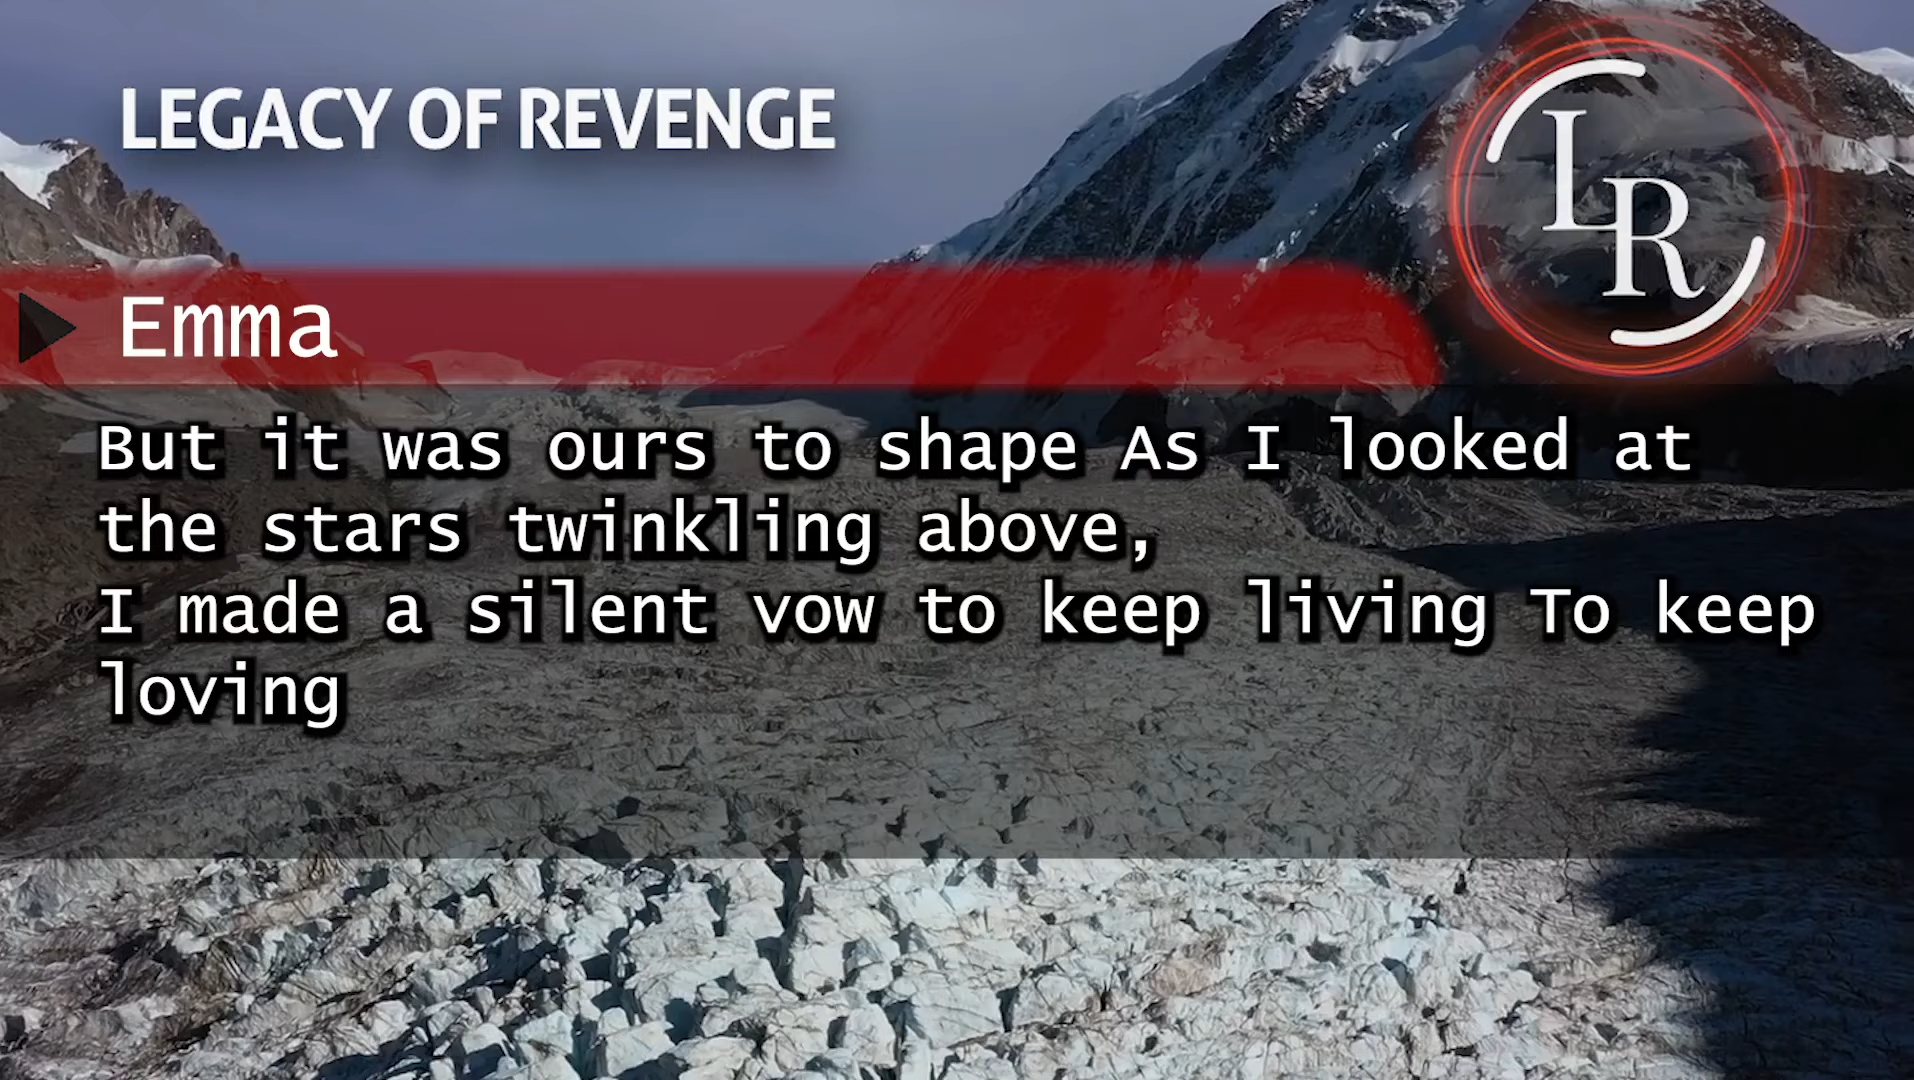 LEGACY OF REVENGE
LR
Emma
But it was ours to shape As I looked at
the stars twinkling above,
I made a silent vow to keep living To keep
loving